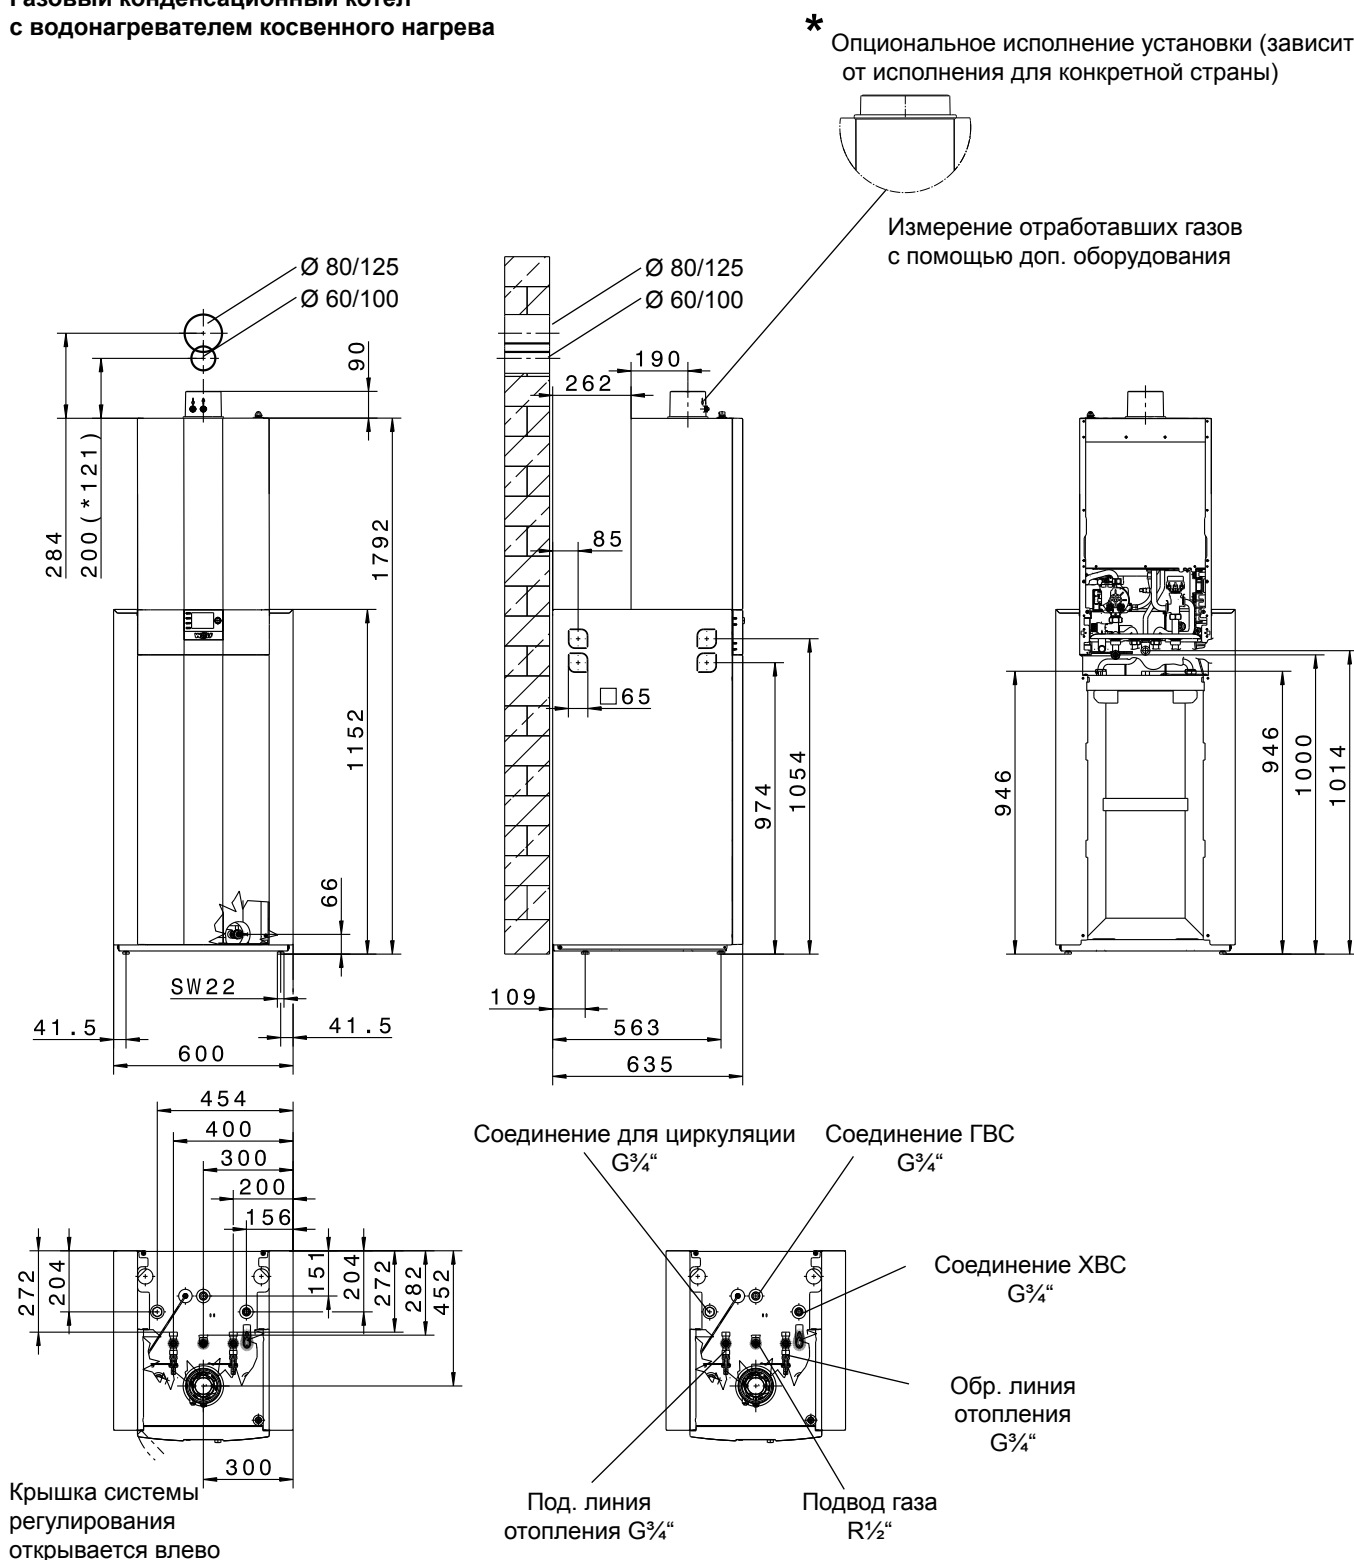 Газовый конденсационный котел
с водонагревателем косвенного нагрева
*
Опциональное исполнение установки (зависит
от исполнения для конкретной страны)
Измерение отработавших газов
с помощью доп. оборудования
Ø 80/125
Ø 60/100
Ø 80/125
Ø 60/100
90
190
262
284
200(*121)
1792
85
65
1152
974
1054
946
946
1000
1014
66
SW22
41.5
41.5
600
109
563
635
454
400
300
200
156
272
204
151
204
272
282
452
300
Соединение для циркуляции
G¾“
Соединение ГВС
G¾“
Соединение ХВС
G¾“
Обр. линия
отопления
G¾“
Под. линия
отопления G¾“
Подвод газа
R½“
Крышка системы
регулирования
открывается влево